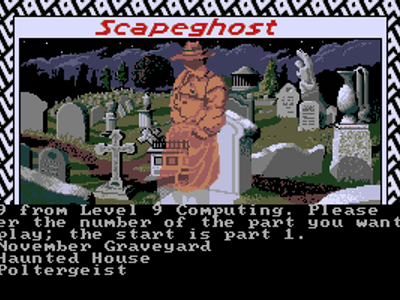 Scapeghost
9 from Level 9 Computing. Please
er the number of the part you want
play; the start is part 1.
November Graveyard
Haunted House
Poltergeist